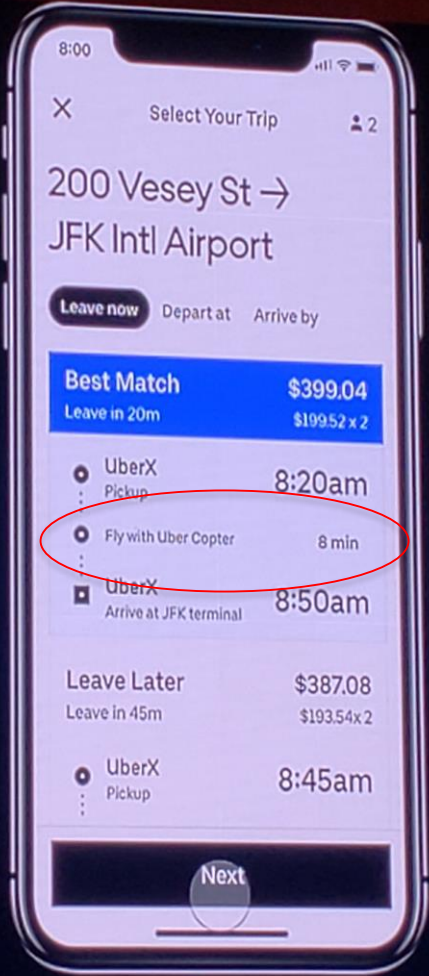 8:00
Select Your Trip
2
200 Vesey St →
JFK Intl Airport
Leave now Depart at Arrive by
Best Match $399.04
Leave in 20m $199.52 x 2
UberX 8:20am
Pickup
Fly with Uber Copter 8 min
UberX 8:50am
Arrive at JFK terminal
Leave Later $387.08
Leave in 45m $193.54 x 2
UberX 8:45am
Pickup
Next